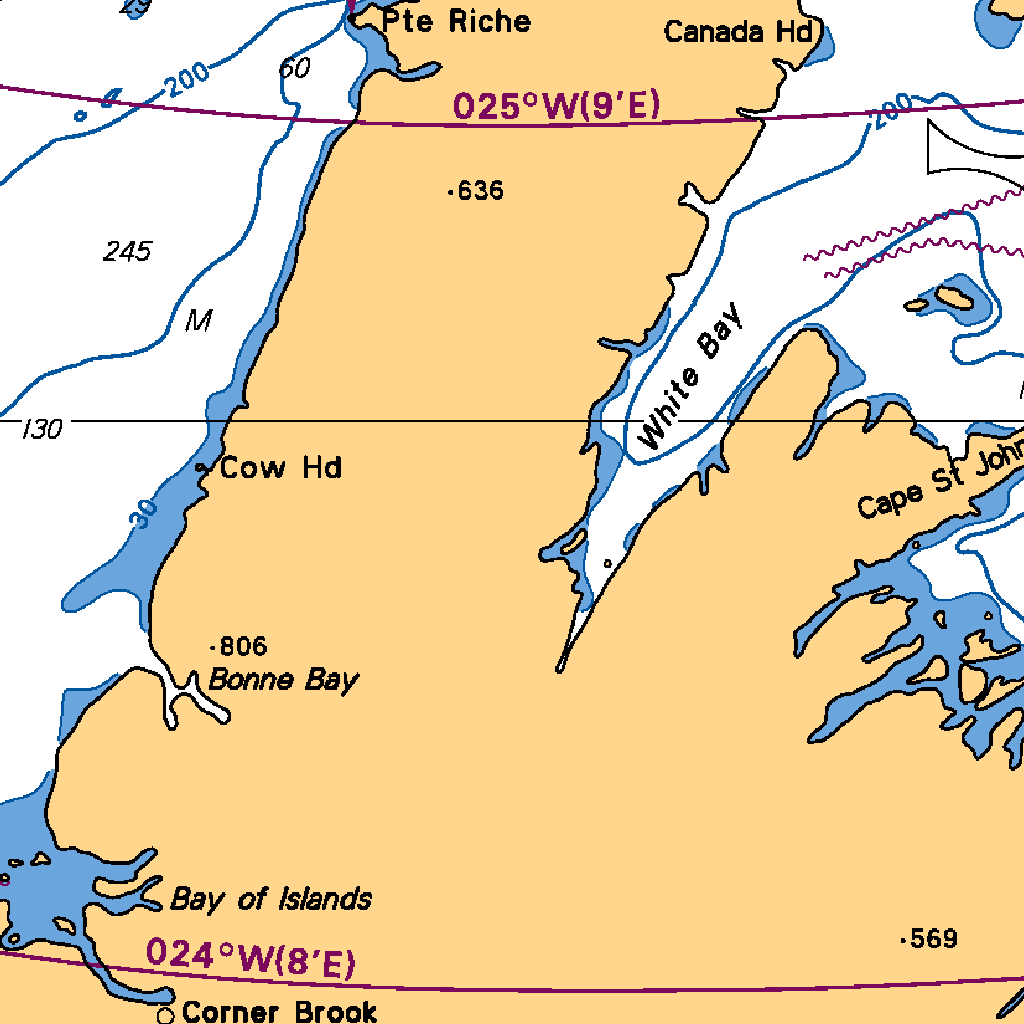 Pte Riche
Canada Hd
60
200
025°W(9'E)
200
636
245
M
White Bay
130
Cow Hd
Cape St John
30
806
Bonne Bay
Bay of Islands
569
024°W(8'E)
Corner Brook